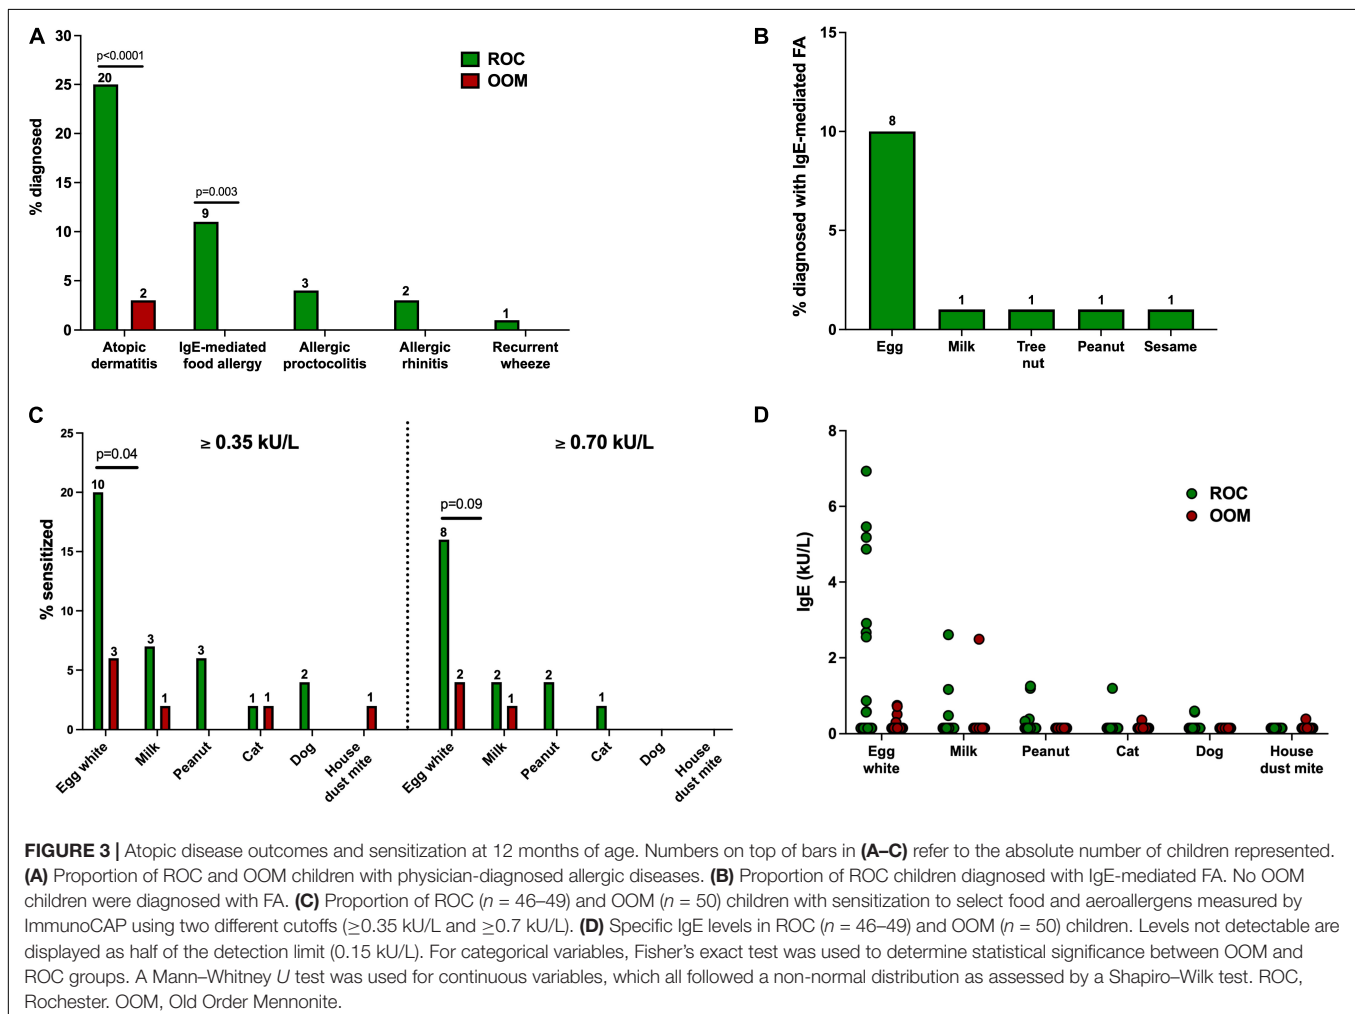 A
30
25
20
15
10
5
0
% diagnosed
p<0.0001
20
2
p=0.003
9
3
2
1
ROC
OOM
Atopic
dermatitis
IgE-mediated
food allergy
Allergic
proctocolitis
Allergic
rhinitis
Recurrent
wheeze
B
15
10
5
0
% diagnosed with IgE-mediated FA
8
1
1
1
1
Egg
Milk
Tree
nut
Peanut
Sesame
C
25
20
15
10
5
0
% sensitized
≥ 0.35 kU/L
≥ 0.70 kU/L
p=0.04
10
3
3
1
3
1
1
2
1
p=0.09
8
2
2
1
2
1
Egg white
Milk
Peanut
Cat
Dog
House
dust mite
Egg white
Milk
Peanut
Cat
Dog
House
dust mite
D
8
6
4
2
0
IgE (kU/L)
ROC
OOM
Egg
white
Milk
Peanut
Cat
Dog
House
dust mite
FIGURE 3 | Atopic disease outcomes and sensitization at 12 months of age. Numbers on top of bars in (A–C) refer to the absolute number of children represented.
(A) Proportion of ROC and OOM children with physician-diagnosed allergic diseases. (B) Proportion of ROC children diagnosed with IgE-mediated FA. No OOM
children were diagnosed with FA. (C) Proportion of ROC (n = 46–49) and OOM (n = 50) children with sensitization to select food and aeroallergens measured by
ImmunoCAP using two different cutoffs (≥0.35 kU/L and ≥0.7 kU/L). (D) Specific IgE levels in ROC (n = 46–49) and OOM (n = 50) children. Levels not detectable are
displayed as half of the detection limit (0.15 kU/L). For categorical variables, Fisher's exact test was used to determine statistical significance between OOM and
ROC groups. A Mann–Whitney U test was used for continuous variables, which all followed a non-normal distribution as assessed by a Shapiro–Wilk test. ROC,
Rochester. OOM, Old Order Mennonite.